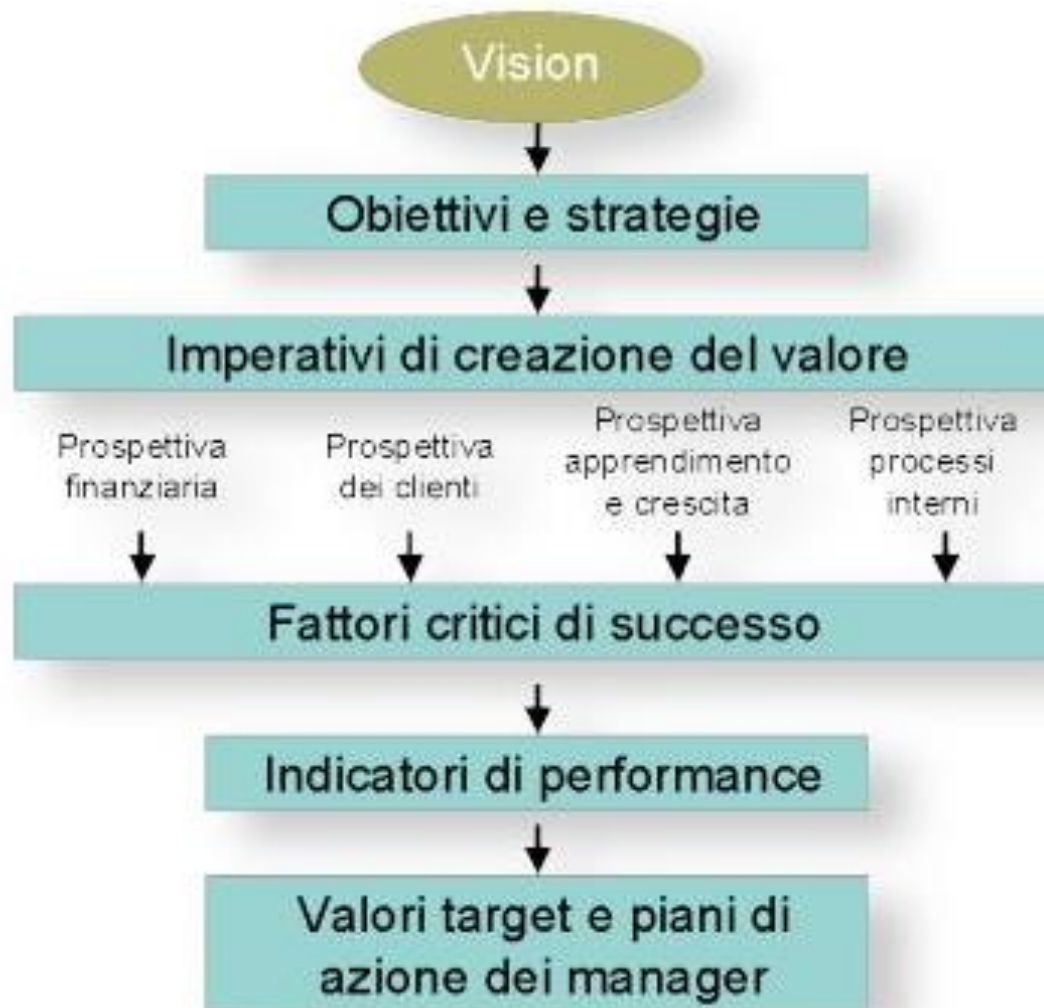 Vision
Obiettivi e strategie
Imperativi di creazione del valore
Prospettiva
finanziaria
Prospettiva
dei clienti
Prospettiva
apprendimento
e crescita
Prospettiva
processi
interni
Fattori critici di successo
Indicatori di performance
Valori target e piani di
azione dei manager